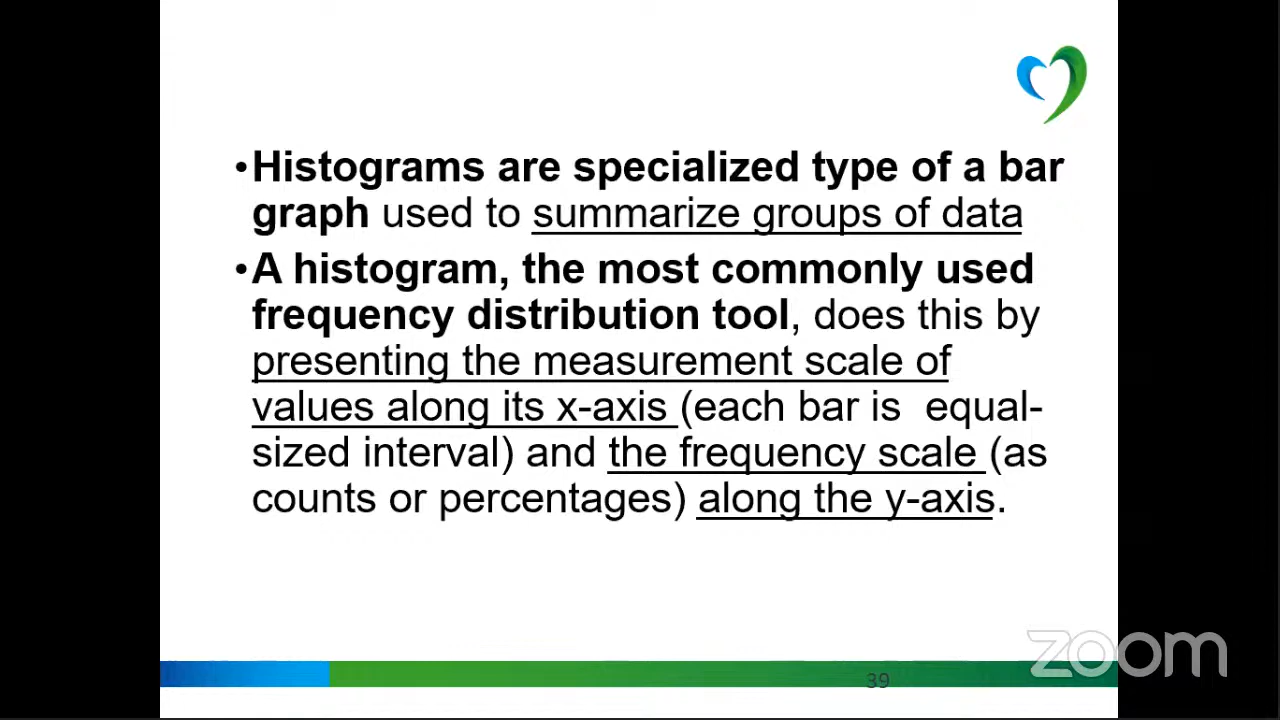 •Histograms are specialized type of a bar
graph used to summarize groups of data
•A histogram, the most commonly used
frequency distribution tool, does this by
presenting the measurement scale of
values along its x-axis (each bar is  equal-
sized interval) and the frequency scale (as
counts or percentages) along the y-axis.
zoom
39